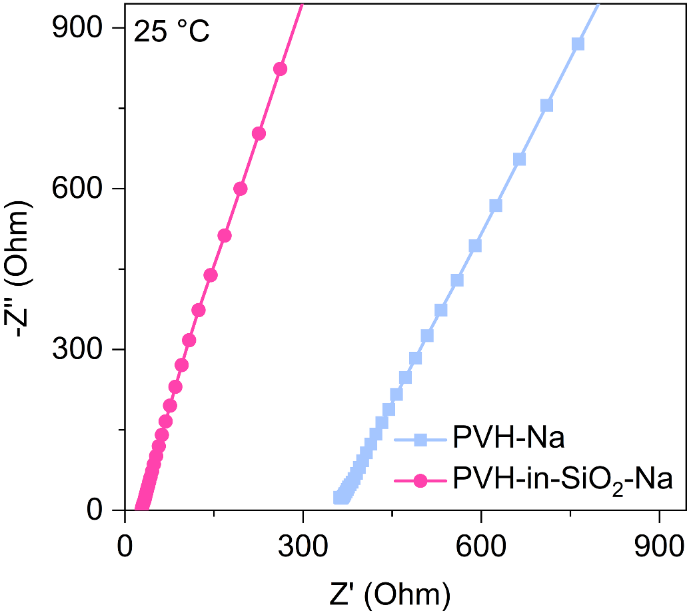 25 °C
900
600
300
0
-Z" (Ohm)
PVH-Na
PVH-in-SiO₂-Na
0 300 600 900
Z' (Ohm)